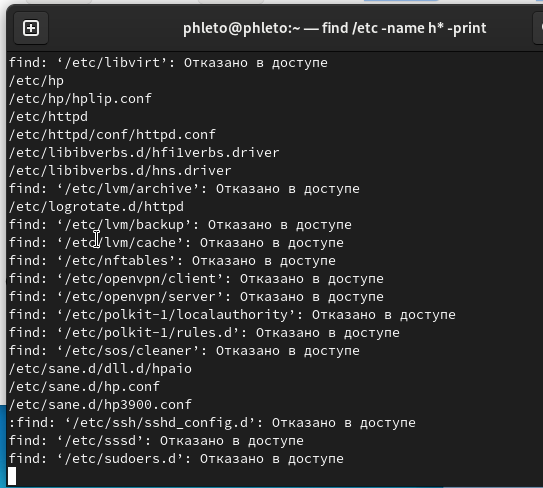 phleto@phleto:~ — find /etc -name h* -print
find: ‘/etc/libvirt’: Отказано в доступе
/etc/hp
/etc/hp/hplip.conf
/etc/httpd
/etc/httpd/conf/httpd.conf
/etc/libibverbs.d/hfi1verbs.driver
/etc/libibverbs.d/hns.driver
find: ‘/etc/lvm/archive’: Отказано в доступе
/etc/logrotate.d/httpd
find: ‘/etc/lvm/backup’: Отказано в доступе
find: ‘/etc/lvm/cache’: Отказано в доступе
find: ‘/etc/nftables’: Отказано в доступе
find: ‘/etc/openvpn/client’: Отказано в доступе
find: ‘/etc/openvpn/server’: Отказано в доступе
find: ‘/etc/polkit-1/localauthority’: Отказано в доступе
find: ‘/etc/polkit-1/rules.d’: Отказано в доступе
find: ‘/etc/sos/cleaner’: Отказано в доступе
/etc/sane.d/dll.d/hpaio
/etc/sane.d/hp.conf
/etc/sane.d/hp3900.conf
:find: ‘/etc/ssh/sshd_config.d’: Отказано в доступе
find: ‘/etc/sssd’: Отказано в доступе
find: ‘/etc/sudoers.d’: Отказано в доступе